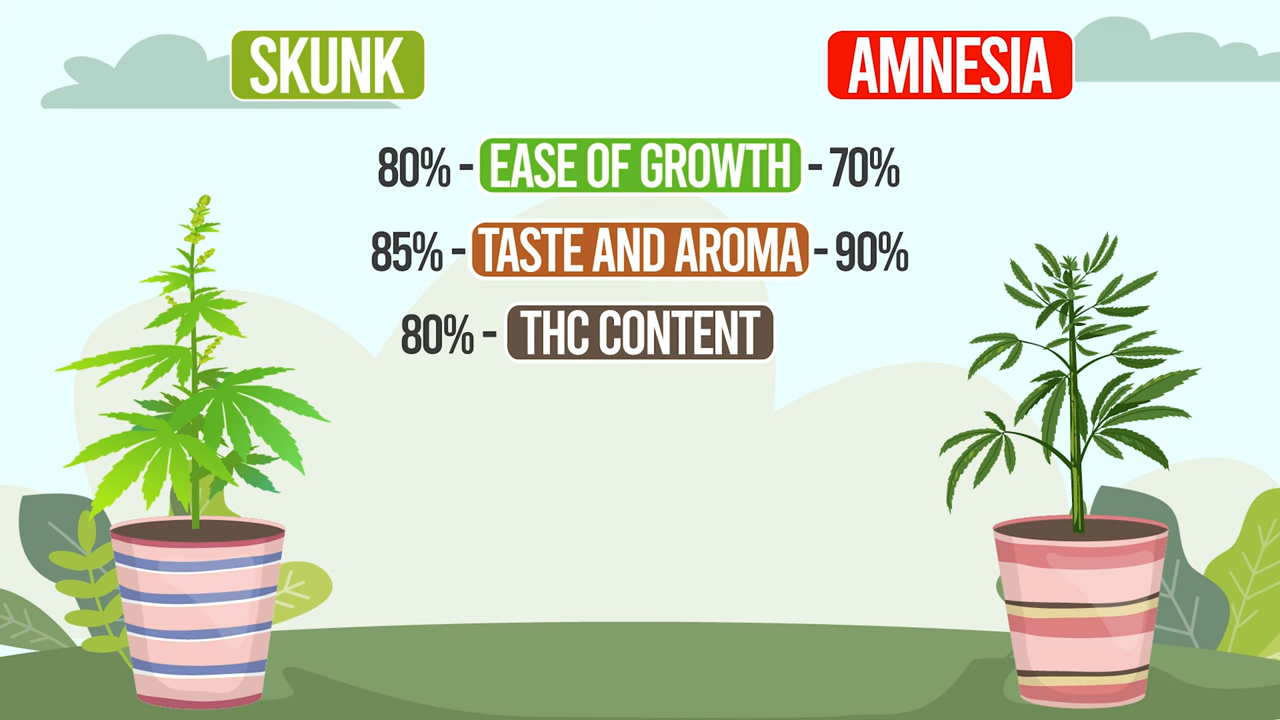 SKUNK
AMNESIA
80% - EASE OF GROWTH - 70%
85% - TASTE AND AROMA - 90%
80% - THC CONTENT